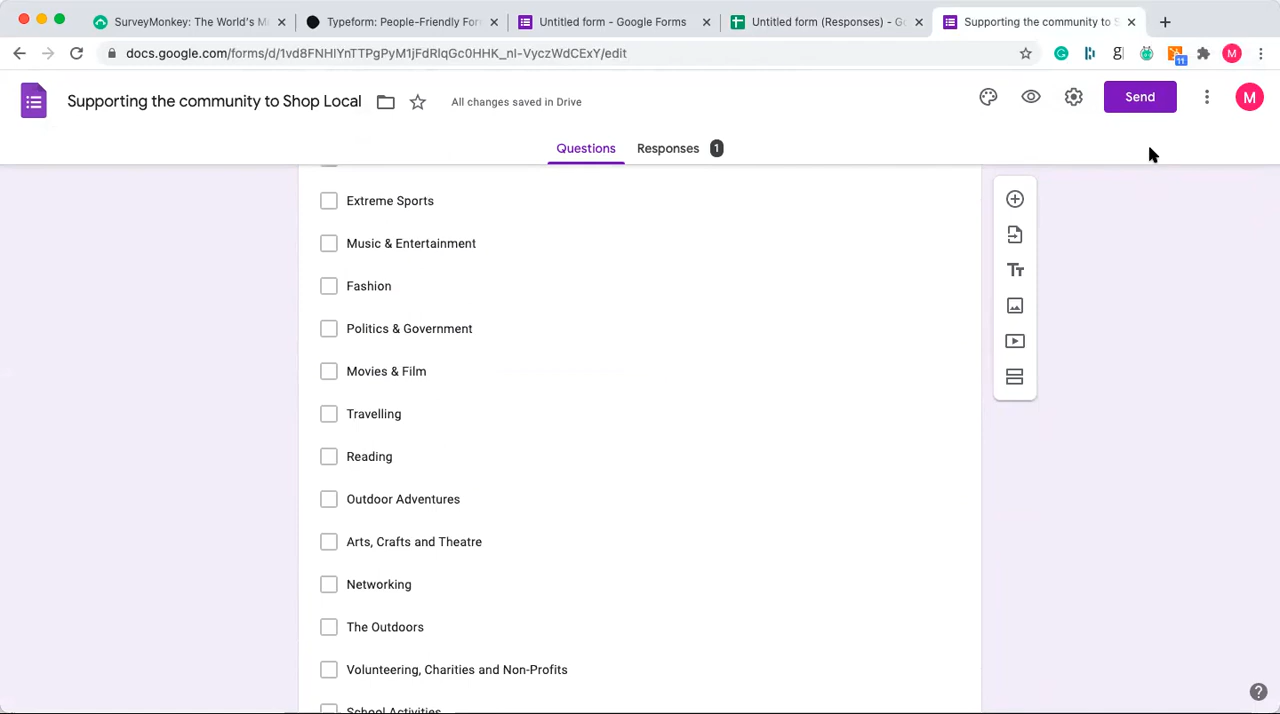 SurveyMonkey: The World's M
Typeform: People-Friendly For
Untitled form - Google Forms
Untitled form (Responses) - Go
Supporting the community to S
docs.google.com/forms/d/1vd8FNHIYnTTPgPyM1jFdRlqGc0HHK_nl-VyczWdCExY/edit
11
M
Supporting the community to Shop Local
All changes saved in Drive
Send
M
Questions
Responses 1
Extreme Sports
Music & Entertainment
Fashion
Politics & Government
Movies & Film
Travelling
Reading
Outdoor Adventures
Arts, Crafts and Theatre
Networking
The Outdoors
Volunteering, Charities and Non-Profits
School Activities